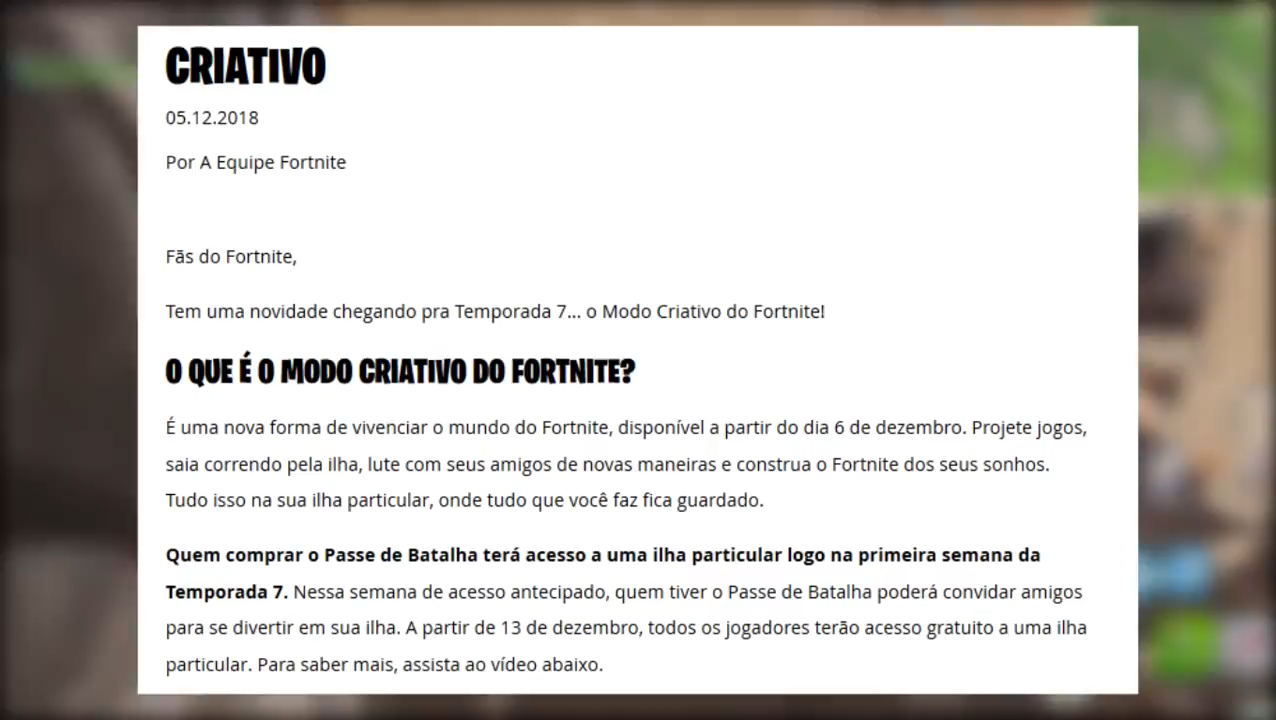 CRIATIVO
05.12.2018
Por A Equipe Fortnite
Fãs do Fortnite,
Tem uma novidade chegando pra Temporada 7... o Modo Criativo do Fortnite!
O QUE É O MODO CRIATIVO DO FORTNITE?
É uma nova forma de vivenciar o mundo do Fortnite, disponível a partir do dia 6 de dezembro. Projete jogos,
saia correndo pela ilha, lute com seus amigos de novas maneiras e construa o Fortnite dos seus sonhos.
Tudo isso na sua ilha particular, onde tudo que você faz fica guardado.
Quem comprar o Passe de Batalha terá acesso a uma ilha particular logo na primeira semana da
Temporada 7. Nessa semana de acesso antecipado, quem tiver o Passe de Batalha poderá convidar amigos
para se divertir em sua ilha. A partir de 13 de dezembro, todos os jogadores terão acesso gratuito a uma ilha
particular. Para saber mais, assista ao vídeo abaixo.